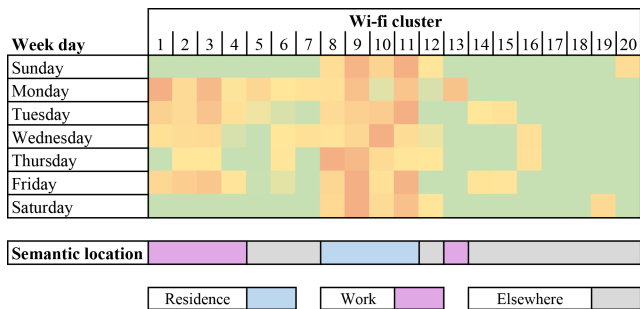 Wi-fi cluster
Week day 1 2 3 4 5 6 7 8 9 10 11 12 13 14 15 16 17 18 19 20
Sunday
Monday
Tuesday
Wednesday
Thursday
Friday
Saturday
Semantic location
Residence Work Elsewhere